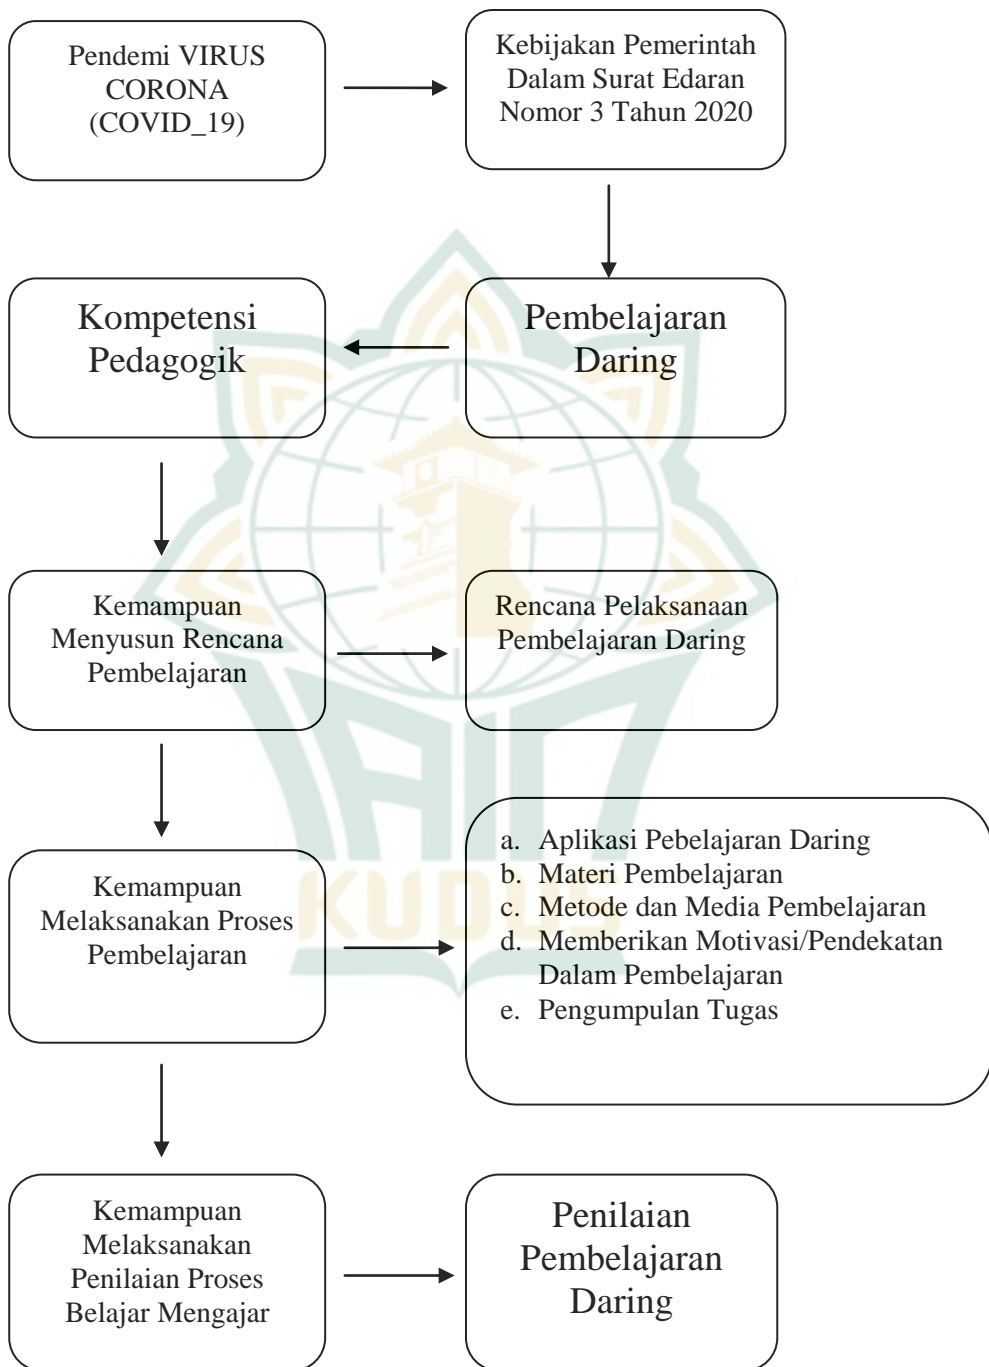 Pendemi VIRUS
CORONA
(COVID_19)
Kebijakan Pemerintah
Dalam Surat Edaran
Nomor 3 Tahun 2020
Kompetensi
Pedagogik
Pembelajaran
Daring
Kemampuan
Menyusun Rencana
Pembelajaran
Rencana Pelaksanaan
Pembelajaran Daring
Kemampuan
Melaksanakan Proses
Pembelajaran
a. Aplikasi Pebelajaran Daring
b. Materi Pembelajaran
c. Metode dan Media Pembelajaran
d. Memberikan Motivasi/Pendekatan
Dalam Pembelajaran
e. Pengumpulan Tugas
Kemampuan
Melaksanakan
Penilaian Proses
Belajar Mengajar
Penilaian
Pembelajaran
Daring
IAIN
KUDUS